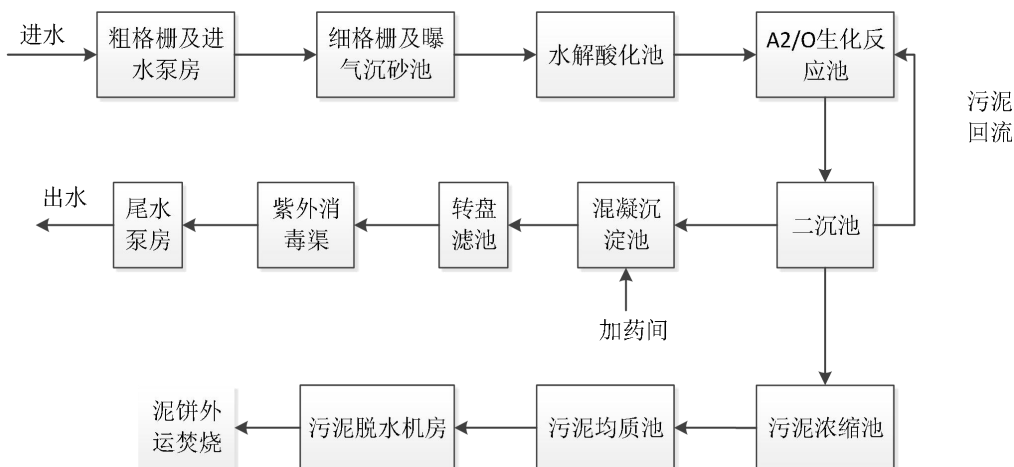 进水
粗格栅及进
水泵房
细格栅及曝
气沉砂池
水解酸化池
A2/O生化反
应池
污泥
回流
出水
尾水
泵房
紫外消
毒渠
转盘
滤池
混凝沉
淀池
二沉池
加药间
泥饼外
运焚烧
污泥脱水机房
污泥均质池
污泥浓缩池